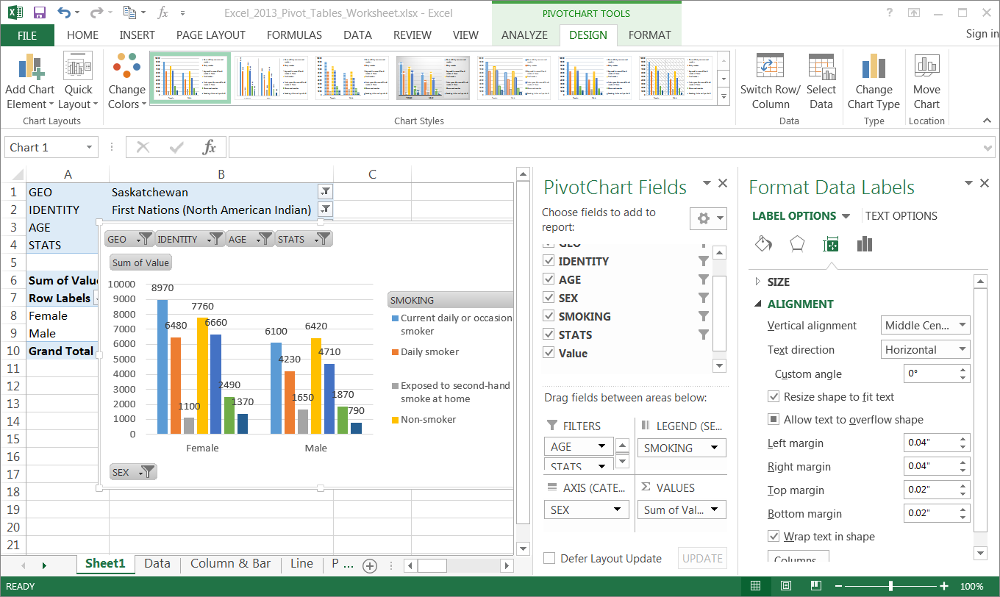 Excel_2013_Pivot_Tables_Worksheet.xlsx - Excel
PIVOTCHART TOOLS
FILE HOME INSERT PAGE LAYOUT FORMULAS DATA REVIEW VIEW ANALYZE DESIGN FORMAT Sign in
Add Chart Element
Quick Layout
Change Colors
Switch Row/ Column
Select Data
Change Chart Type
Move Chart
Chart Layouts Chart Styles Data Type Location
Chart 1 fx
A B C
1 GEO Saskatchewan
2 IDENTITY First Nations (North American Indian)
3 AGE
4 STATS
5
6 Sum of Valu
7 Row Labels
8 Female
9 Male
10 Grand Total
11
12
13
14
15
16
17
18
19
20
21
GEO IDENTITY AGE STATS
Sum of Value
10000
9000
8000
7000
6000
5000
4000
3000
2000
1000
0
8970 6480 1100 7760 6660 2490 1370
6100 4230 1650 6420 4710 1870 790
Female Male
SEX
SMOKING
Current daily or occasion
smoker
Daily smoker
Exposed to second-hand
smoke at home
Non-smoker
PivotChart Fields
Choose fields to add to
report:
GEO
IDENTITY
AGE
SEX
SMOKING
STATS
Value
Drag fields between areas below:
FILTERS
AGE
STATS
LEGEND (SE...
SMOKING
AXIS (CATE...
SEX
VALUES
Sum of Val...
Defer Layout Update UPDATE
Format Data Labels
LABEL OPTIONS TEXT OPTIONS
SIZE
ALIGNMENT
Vertical alignment Middle Cen...
Text direction Horizontal
Custom angle 0°
Resize shape to fit text
Allow text to overflow shape
Left margin 0.04"
Right margin 0.04"
Top margin 0.02"
Bottom margin 0.02"
Wrap text in shape
Columns
Sheet1 Data Column & Bar Line P ...
READY 100%